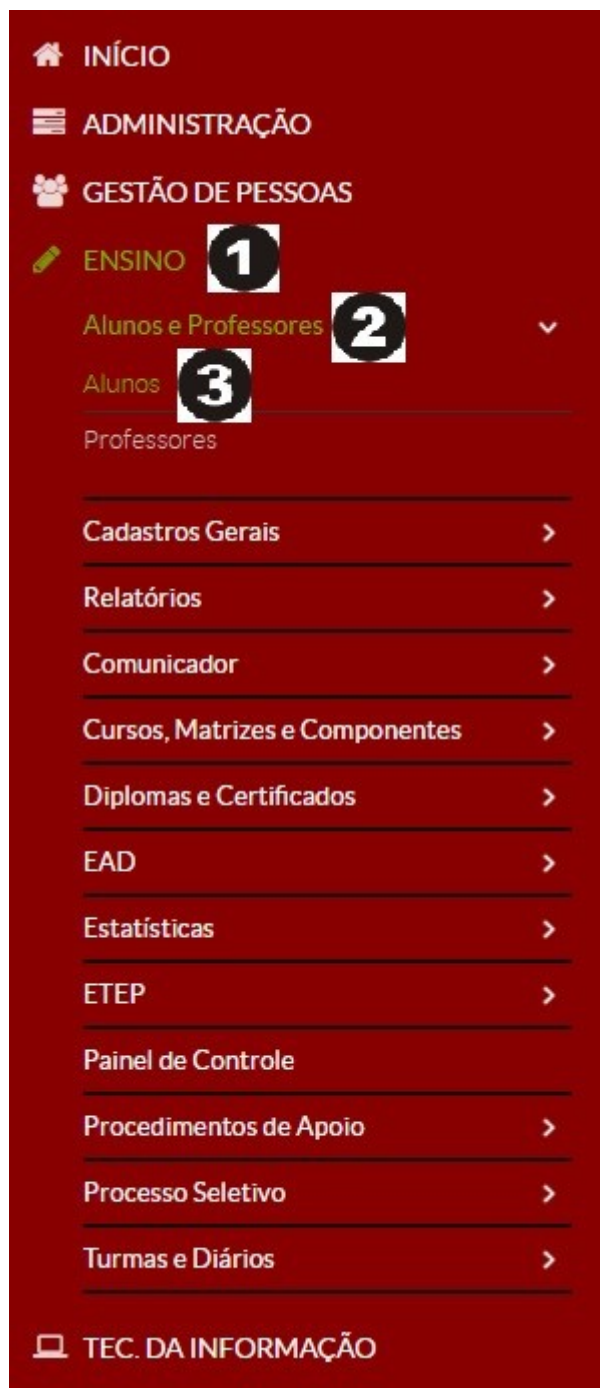 INÍCIO
ADMINISTRAÇÃO
GESTÃO DE PESSOAS
ENSINO 1
Alunos e Professores 2
Alunos 3
Professores
Cadastros Gerais
Relatórios
Comunicador
Cursos, Matrizes e Componentes
Diplomas e Certificados
EAD
Estatísticas
ETEP
Painel de Controle
Procedimentos de Apoio
Processo Seletivo
Turmas e Diários
TEC. DA INFORMAÇÃO